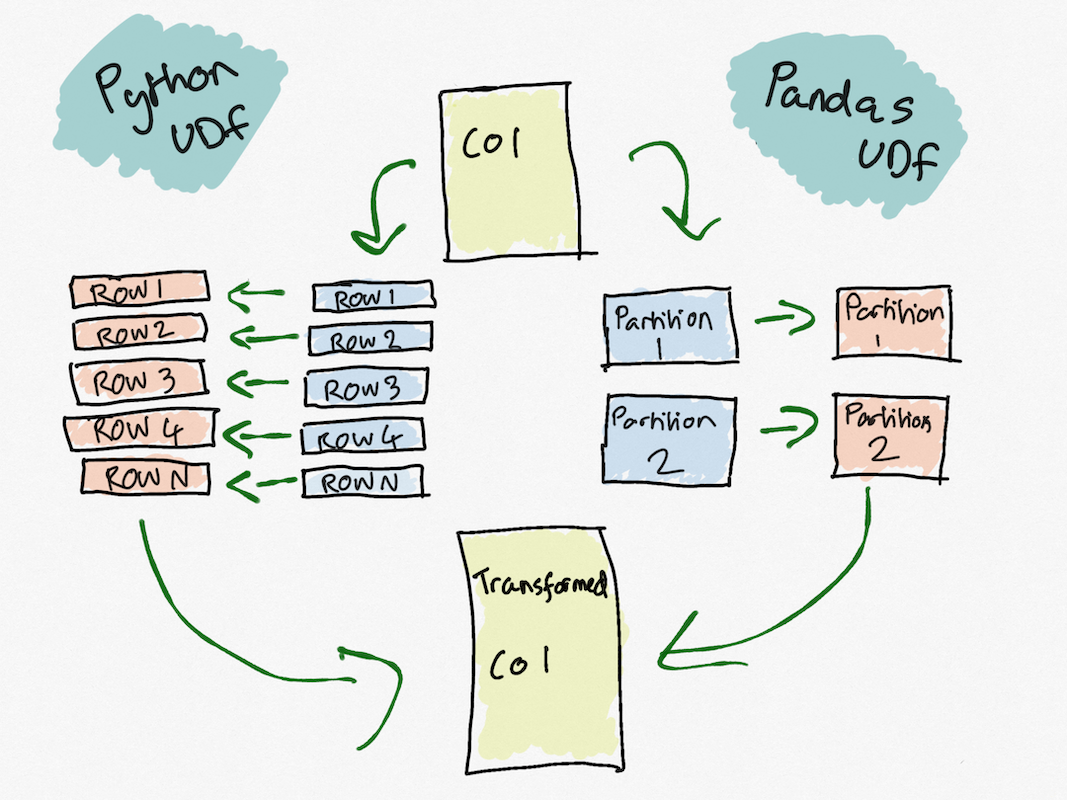 Python
UDF
Col
Pandas
UDF
ROW 1
ROW 2
ROW 3
ROW 4
ROW N
ROW 1
ROW 2
ROW 3
ROW 4
ROW N
Partition
1
Partition
2
Partition
1
Partition
2
Transformed
Col